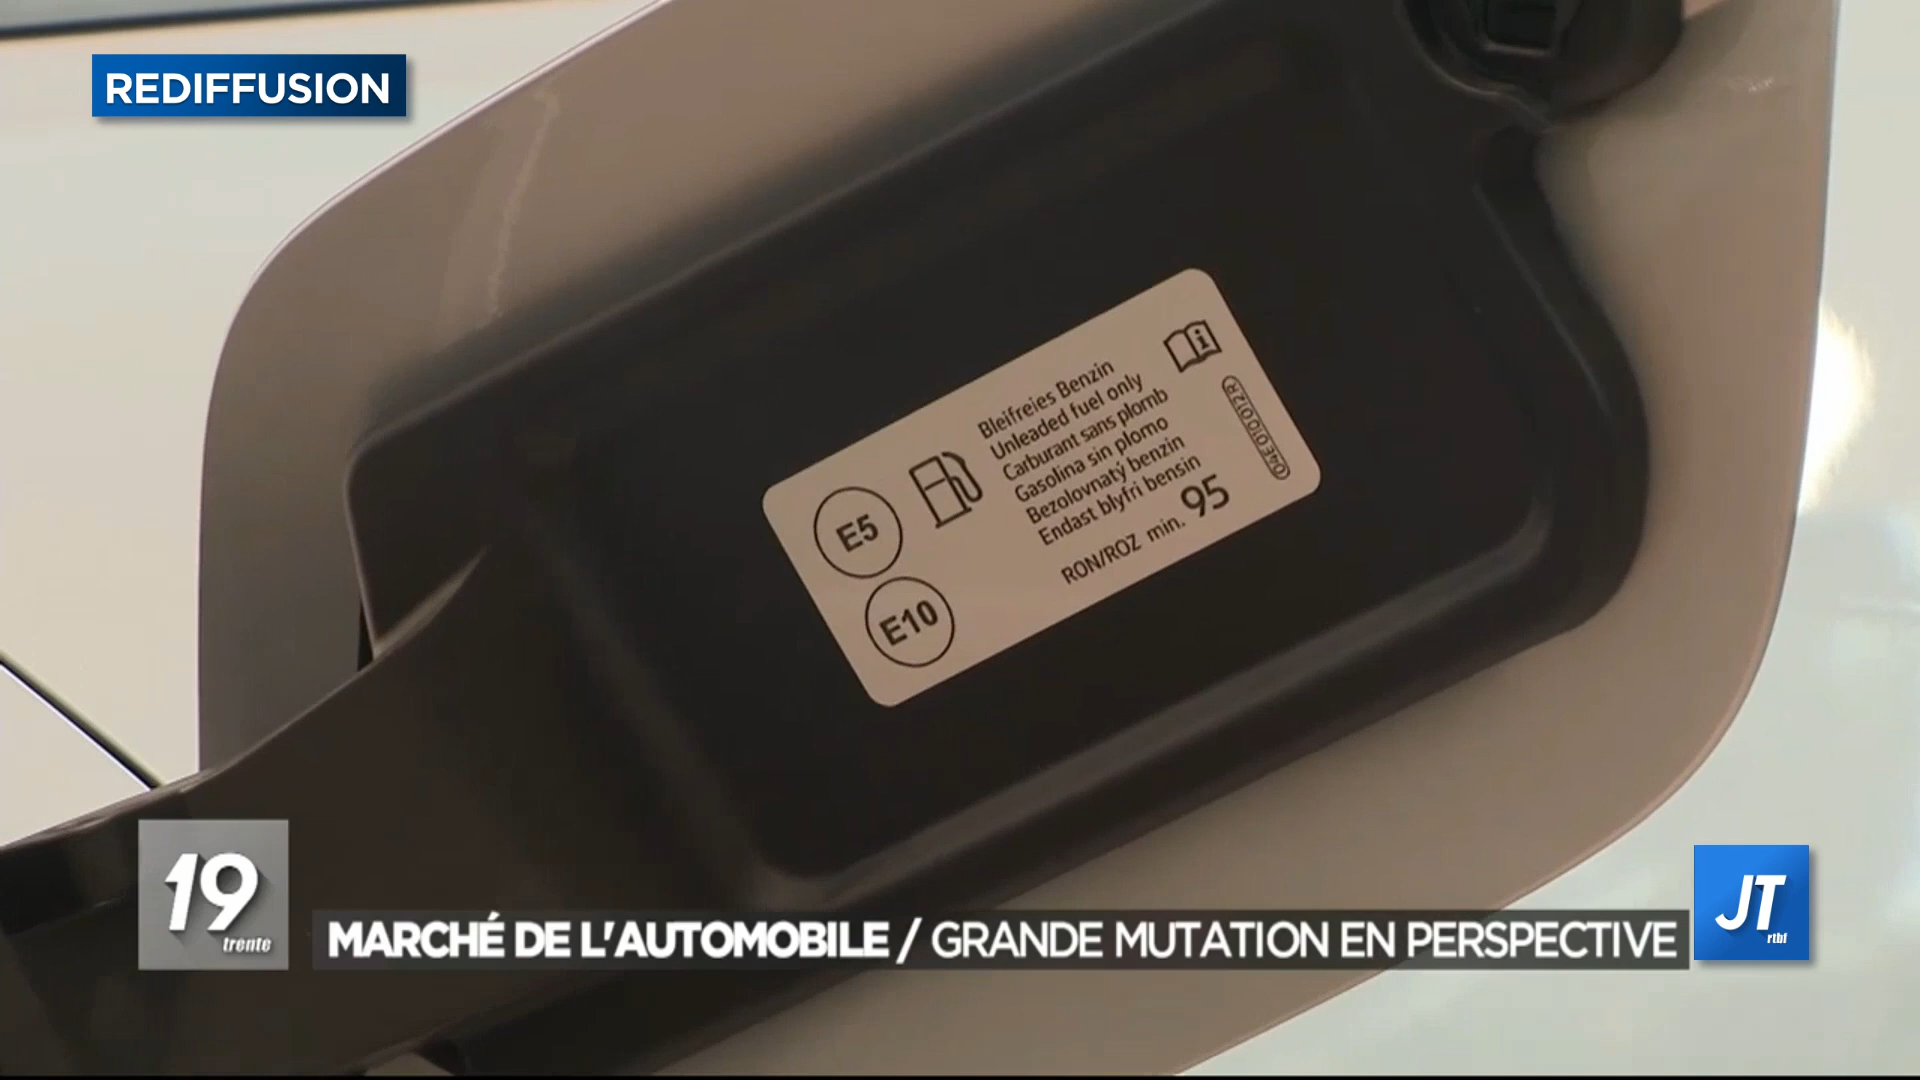 REDIFFUSION
Bleifreies Benzin
Unleaded fuel only
Carburant sans plomb
Gasolina sin plomo
Bezolovnatý benzin
Endast blyfri bensin
RON/ROZ min. 95
E5
E10
04E010012R
19
trente
MARCHÉ DE L'AUTOMOBILE / GRANDE MUTATION EN PERSPECTIVE
JT
rtbf